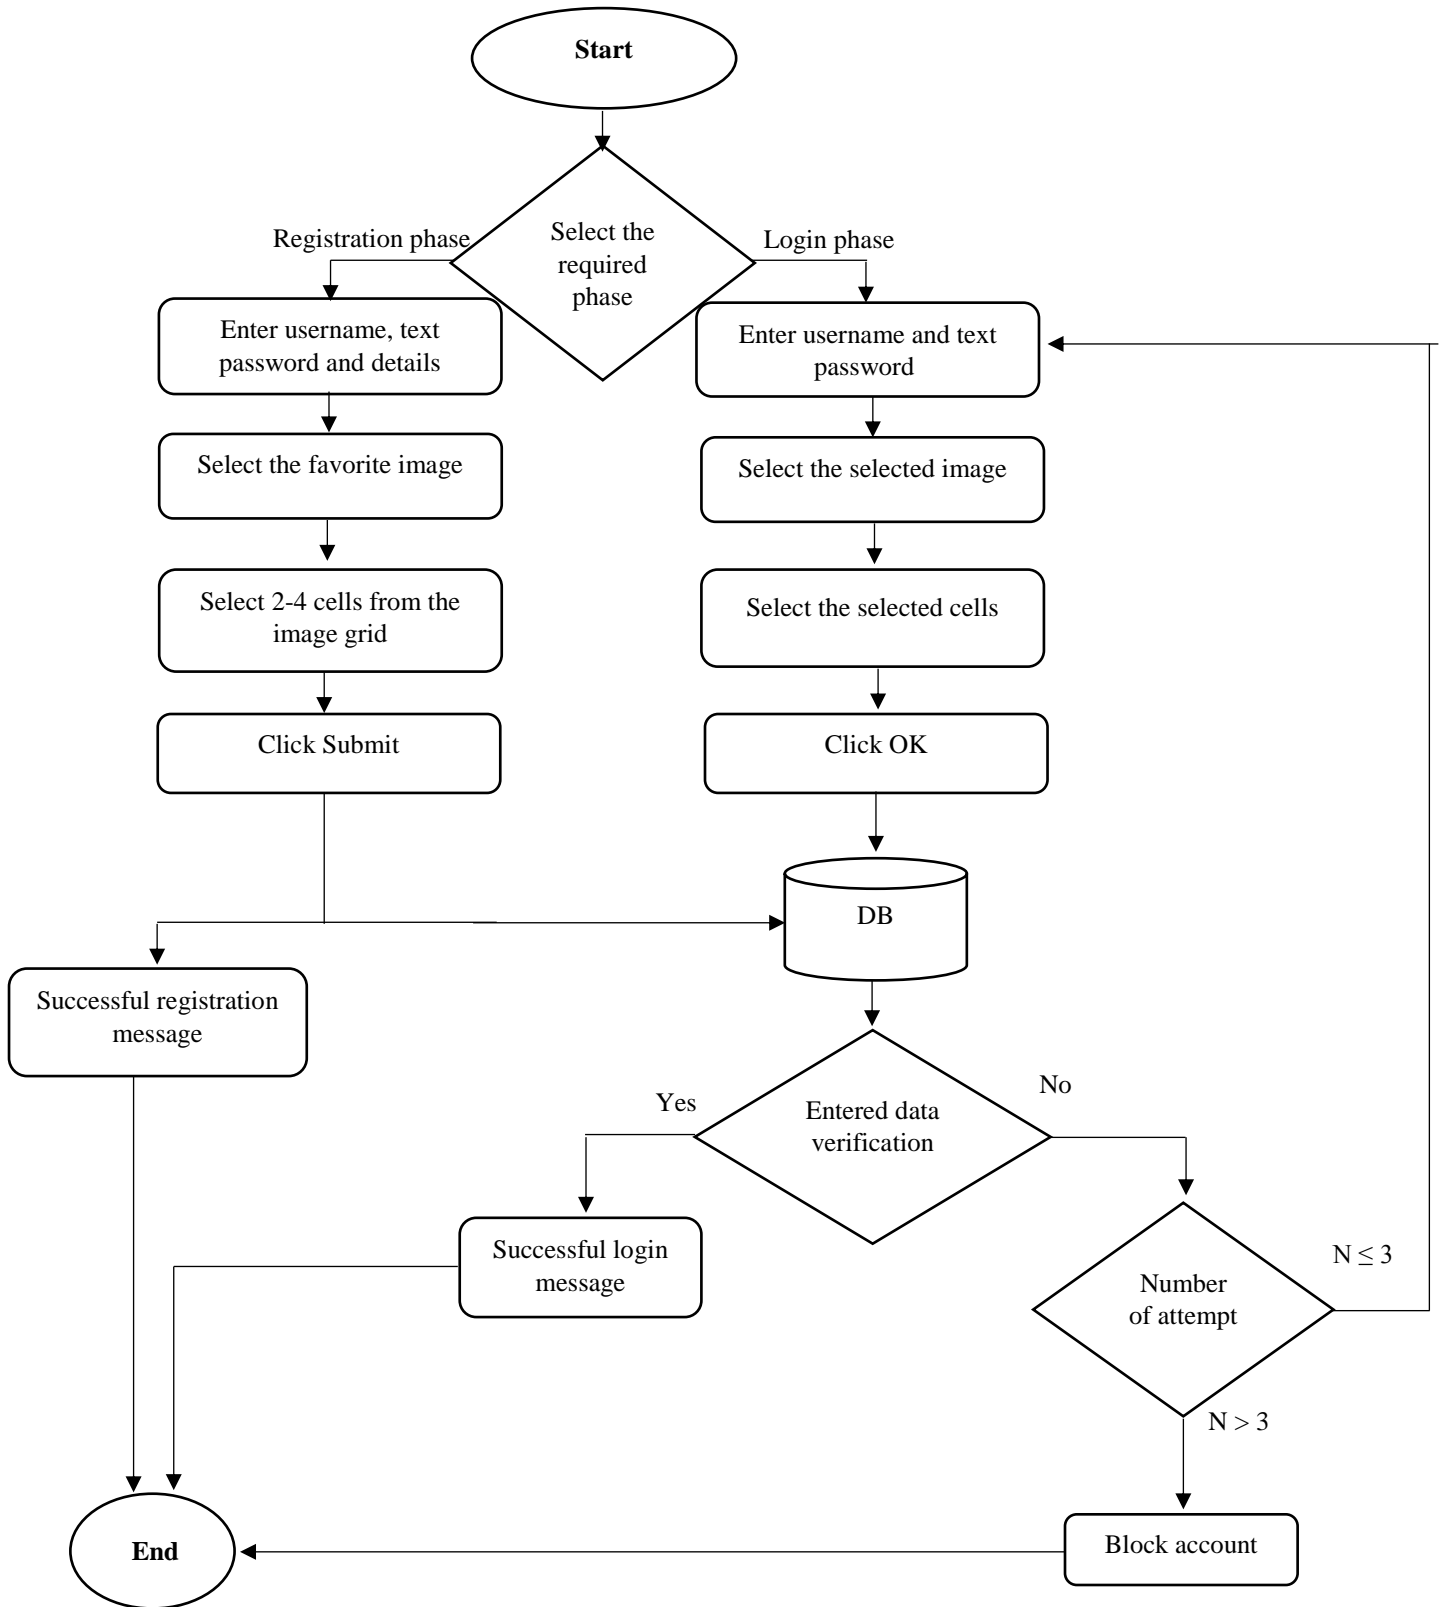 Start
Select the
required
phase
Registration phase
Login phase
Enter username, text
password and details
Enter username and text
password
Select the favorite image
Select the selected image
Select 2-4 cells from the
image grid
Select the selected cells
Click Submit
Click OK
DB
Successful registration
message
Entered data
verification
Yes
No
Successful login
message
Number
of attempt
N ≤ 3
N > 3
Block account
End